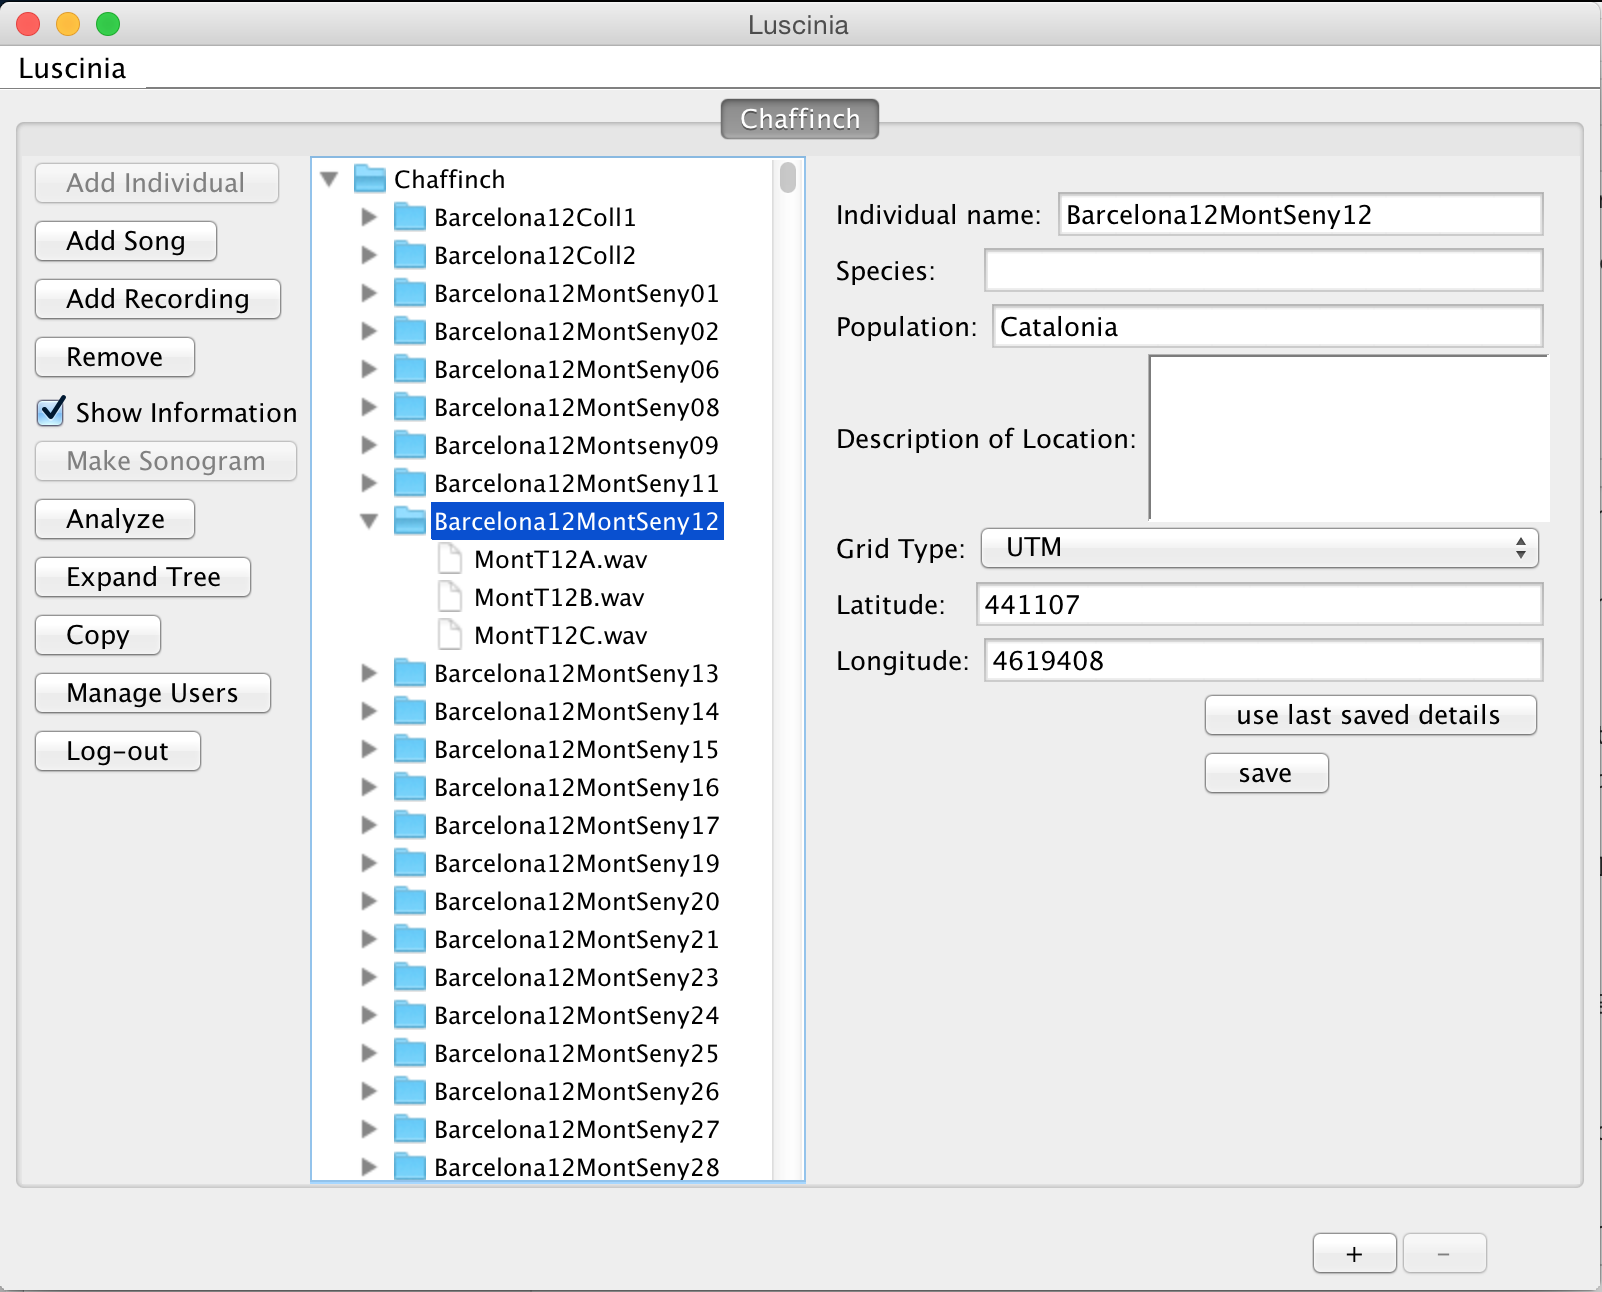 Luscinia
Luscinia
Chaffinch
Add Individual
Add Song
Add Recording
Remove
Show Information
Make Sonogram
Analyze
Expand Tree
Copy
Manage Users
Log-out
Chaffinch
Barcelona12Coll1
Barcelona12Coll2
Barcelona12MontSeny01
Barcelona12MontSeny02
Barcelona12MontSeny06
Barcelona12MontSeny08
Barcelona12Montseny09
Barcelona12MontSeny11
Barcelona12MontSeny12
MontT12A.wav
MontT12B.wav
MontT12C.wav
Barcelona12MontSeny13
Barcelona12MontSeny14
Barcelona12MontSeny15
Barcelona12MontSeny16
Barcelona12MontSeny17
Barcelona12MontSeny19
Barcelona12MontSeny20
Barcelona12MontSeny21
Barcelona12MontSeny23
Barcelona12MontSeny24
Barcelona12MontSeny25
Barcelona12MontSeny26
Barcelona12MontSeny27
Barcelona12MontSeny28
Individual name: Barcelona12MontSeny12
Species:
Population: Catalonia
Description of Location:
Grid Type: UTM
Latitude: 441107
Longitude: 4619408
use last saved details
save
+ -